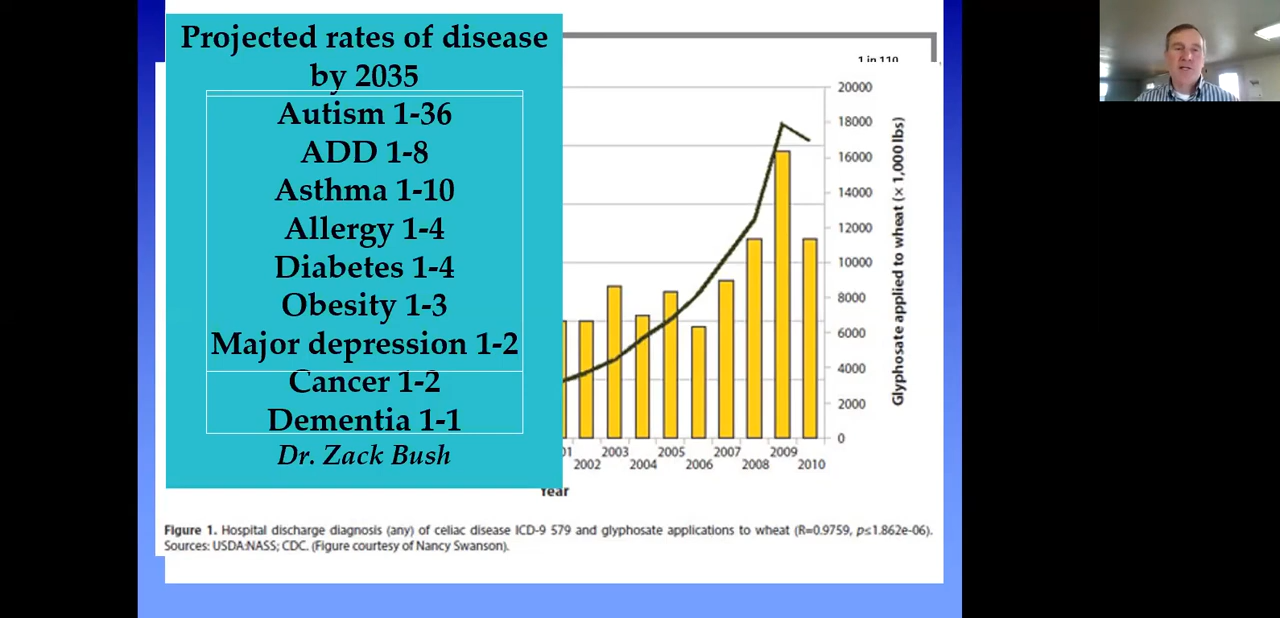 Projected rates of disease
by 2035
Autism 1-36
ADD 1-8
Asthma 1-10
Allergy 1-4
Diabetes 1-4
Obesity 1-3
Major depression 1-2
Cancer 1-2
Dementia 1-1
Dr. Zack Bush
1 in 110
20000
18000
16000
14000
12000
10000
8000
6000
4000
2000
0
Glyphosate applied to wheat (× 1,000 lbs)
01 2003 2005 2007 2009
2002 2004 2006 2008 2010
Year
Figure 1. Hospital discharge diagnosis (any) of celiac disease ICD-9 579 and glyphosate applications to wheat (R=0.9759, p≤1.862e-06).
Sources: USDA:NASS; CDC. (Figure courtesy of Nancy Swanson).